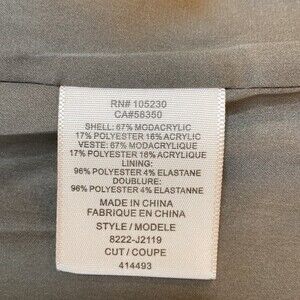 RN# 105230
CA#56350
SHELL: 67% MODACRYLIC
17% POLYESTER 16% ACRYLIC
VESTE: 67% MODACRYLIQUE
17% POLYESTER 16% ACRYLIQUE
LINING:
96% POLYESTER 4% ELASTANE
DOUBLURE:
96% POLYESTER 4% ELASTANNE
MADE IN CHINA
FABRIQUE EN CHINA
STYLE / MODELE
8222-J2119
CUT / COUPE
414493